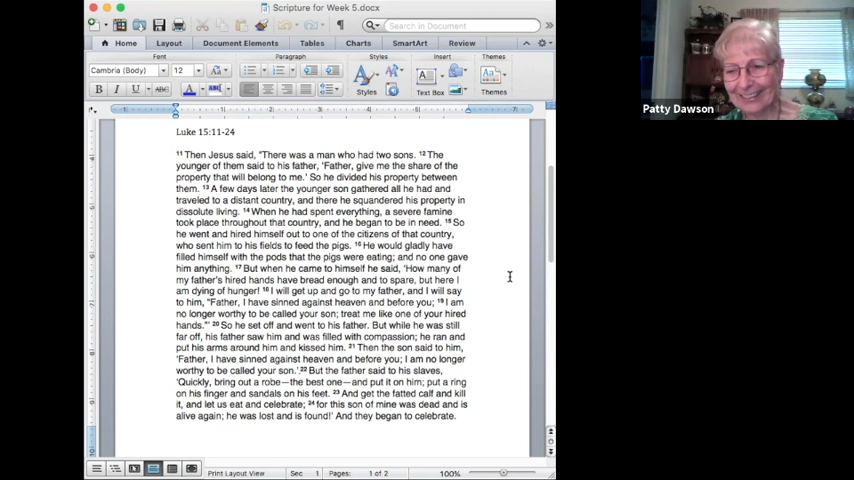 Scripture for Week 5.docx
Search in Document
Home Layout Document Elements Tables Charts SmartArt Review
Font Paragraph Styles Insert Themes
Cambria (Body) 12
B I U ABC
Styles Text Box Themes
Luke 15:11-24
11 Then Jesus said, "There was a man who had two sons. 12 The
younger of them said to his father, 'Father, give me the share of the
property that will belong to me.' So he divided his property between
them. 13 A few days later the younger son gathered all he had and
traveled to a distant country, and there he squandered his property in
dissolute living. 14 When he had spent everything, a severe famine
took place throughout that country, and he began to be in need. 15 So
he went and hired himself out to one of the citizens of that country,
who sent him to his fields to feed the pigs. 16 He would gladly have
filled himself with the pods that the pigs were eating; and no one gave
him anything. 17 But when he came to himself he said, 'How many of
my father's hired hands have bread enough and to spare, but here I
am dying of hunger! 18 I will get up and go to my father, and I will say
to him, "Father, I have sinned against heaven and before you; 19 I am
no longer worthy to be called your son; treat me like one of your hired
hands."' 20 So he set off and went to his father. But while he was still
far off, his father saw him and was filled with compassion; he ran and
put his arms around him and kissed him. 21 Then the son said to him,
'Father, I have sinned against heaven and before you; I am no longer
worthy to be called your son.'22 But the father said to his slaves,
'Quickly, bring out a robe—the best one—and put it on him; put a ring
on his finger and sandals on his feet. 23 And get the fatted calf and kill
it, and let us eat and celebrate; 24 for this son of mine was dead and is
alive again; he was lost and is found!' And they began to celebrate.
Print Layout View Sec 1 Pages: 1 of 2 100%
Patty Dawson